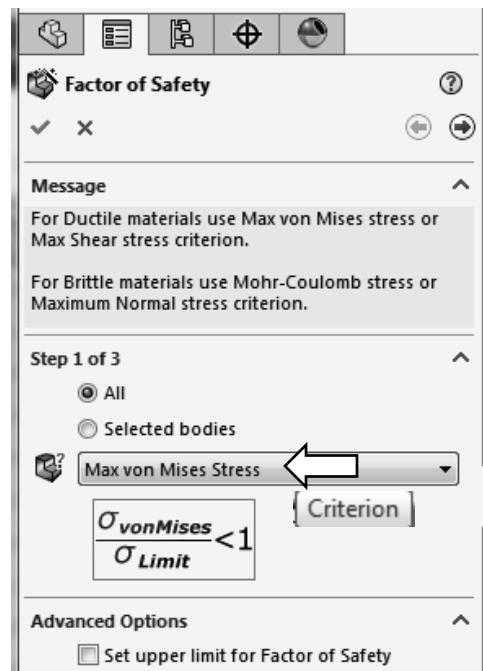 Factor of Safety
?
Message
For Ductile materials use Max von Mises stress or
Max Shear stress criterion.
For Brittle materials use Mohr-Coulomb stress or
Maximum Normal stress criterion.
Step 1 of 3
All
Selected bodies
?
Max von Mises Stress
Criterion
σ vonMises
σ Limit
<1
Advanced Options
Set upper limit for Factor of Safety